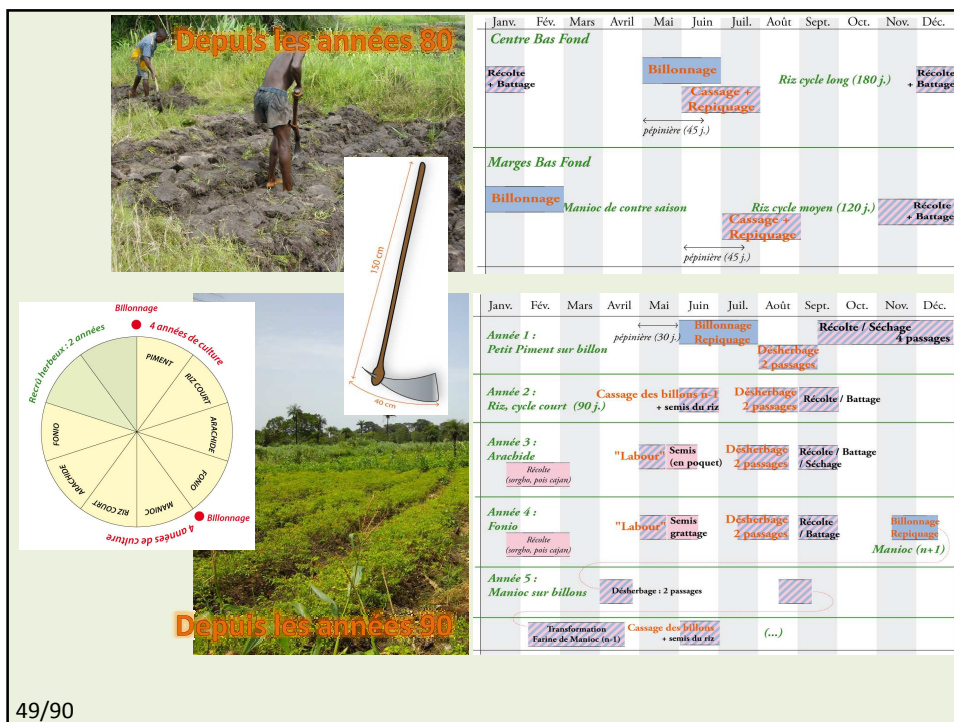 Depuis les années 80
Janv. Fév. Mars Avril Mai Juin Juil. Août Sept. Oct. Nov. Déc.
Centre Bas Fond
Récolte
+ Battage
Billonnage
Cassage +
Repiquage
pépinière (45 j.)
Riz cycle long (180 j.)
Récolte
+ Battage
Marges Bas Fond
Billonnage
Manioc de contre saison
Riz cycle moyen (120 j.)
Cassage +
Repiquage
pépinière (45 j.)
Récolte
+ Battage
150 cm
40 cm
Billonnage
Recrû herbeux : 2 années
4 années de culture
PIMENT
RIZ COURT
ARACHIDE
FONIO
MANIOC
RIZ COURT
ARACHIDE
FONIO
Billonnage
4 années de culture
Depuis les années 90
Janv. Fév. Mars Avril Mai Juin Juil. Août Sept. Oct. Nov. Déc.
Année 1 :
Petit Piment sur billon
pépinière (30 j.)
Billonnage
Repiquage
Désherbage
2 passages
Récolte / Séchage
4 passages
Année 2 :
Riz, cycle court (90 j.)
Cassage des billons n-1
+ semis du riz
Désherbage
2 passages
Récolte / Battage
Année 3 :
Arachide
Récolte
(sorgho, pois cajan)
"Labour"
Semis
(en poquet)
Désherbage
2 passages
Récolte / Battage
/ Séchage
Année 4 :
Fonio
Récolte
(sorgho, pois cajan)
"Labour"
Semis
grattage
Désherbage
2 passages
Récolte
/ Battage
Billonnage
Repiquage
Manioc (n+1)
Année 5 :
Manioc sur billons
Désherbage : 2 passages
Transformation
Farine de Manioc (n-1)
Cassage des billons
+ semis du riz
(...)
49/90